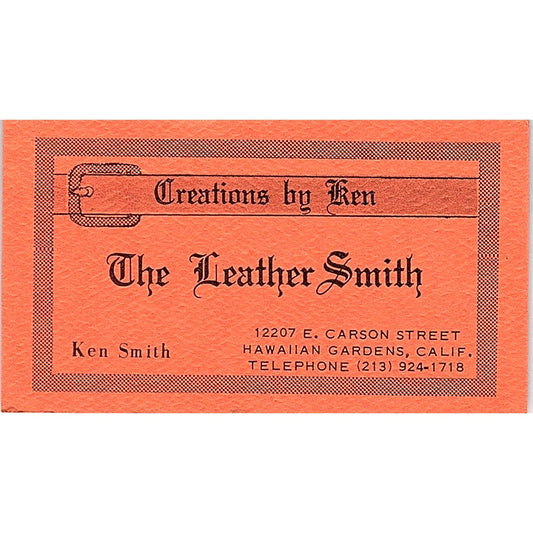 Creations by Ken
The Leather Smith
Ken Smith
12207 E. CARSON STREET
HAWAIIAN GARDENS, CALIF.
TELEPHONE (213) 924-1718